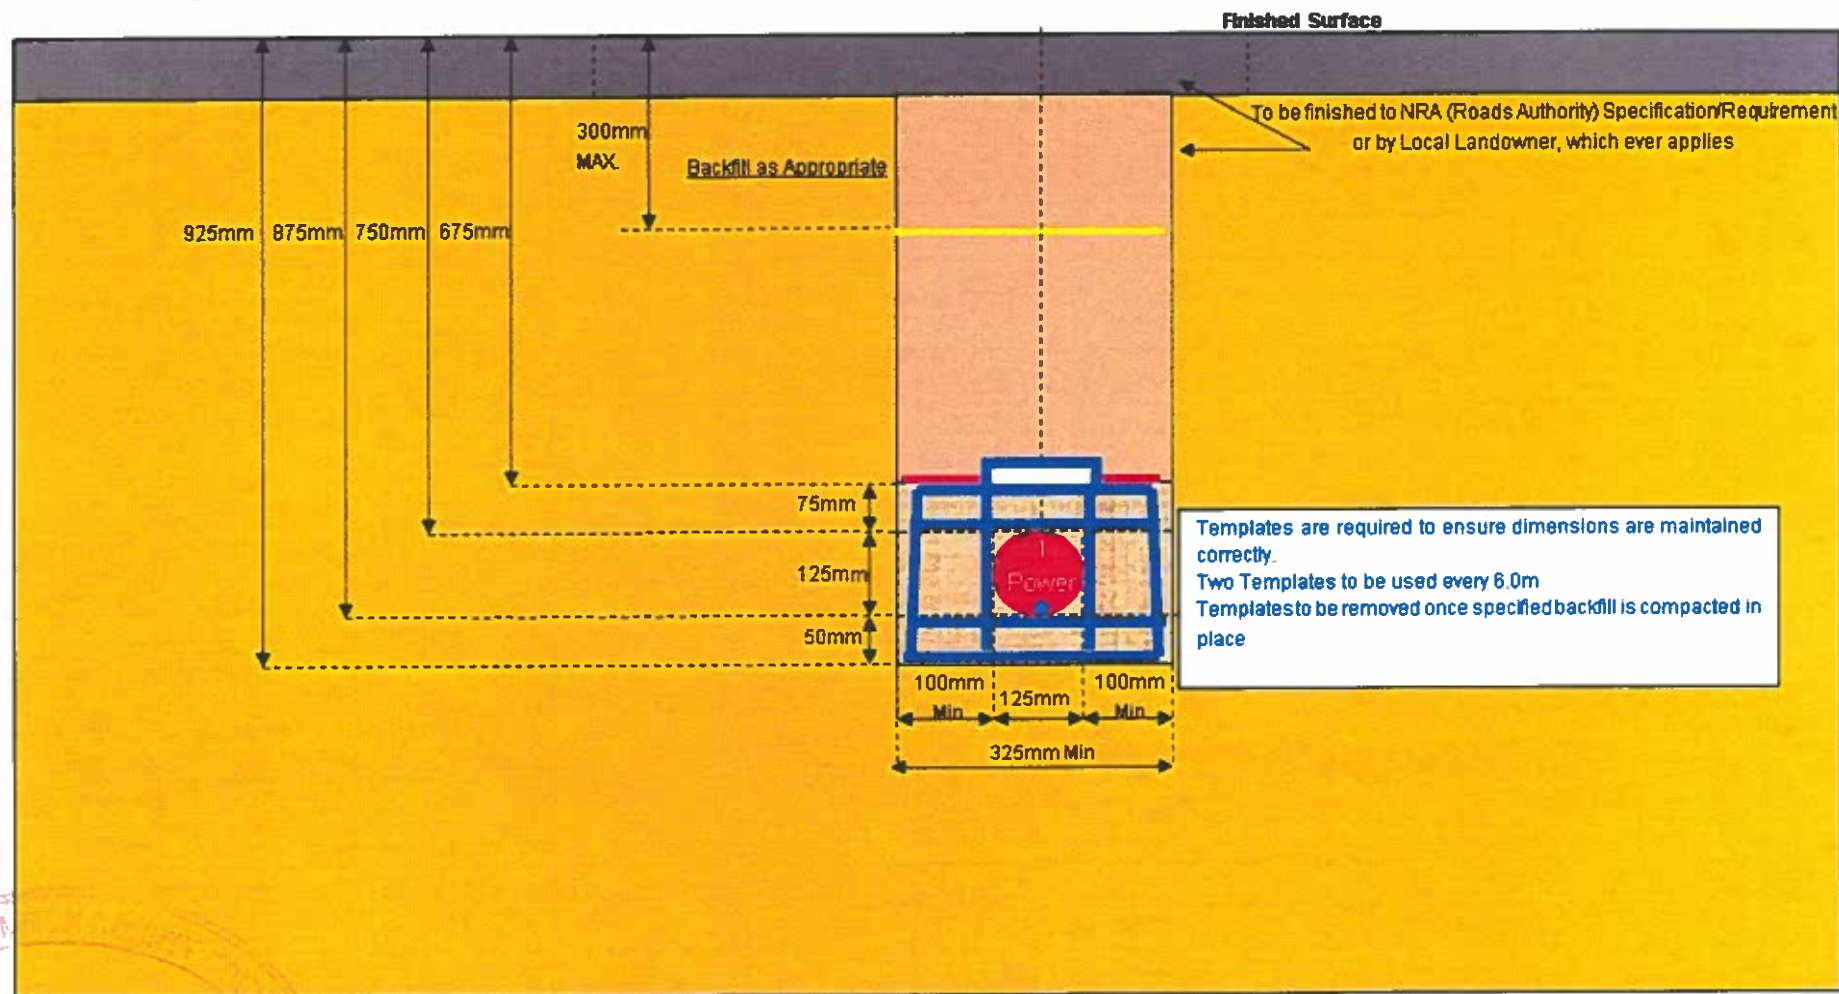 Finished Surface
To be finished to NRA (Roads Authority) Specification/Requirement
or by Local Landowner, which ever applies
300mm
MAX.
Backfill as Appropriate
925mm 875mm 750mm 675mm
75mm
125mm
50mm
1
Power
Templates are required to ensure dimensions are maintained
correctly.
Two Templates to be used every 6.0m
Templates to be removed once specified backfill is compacted in
place
100mm
Min
125mm
100mm
Min
325mm Min